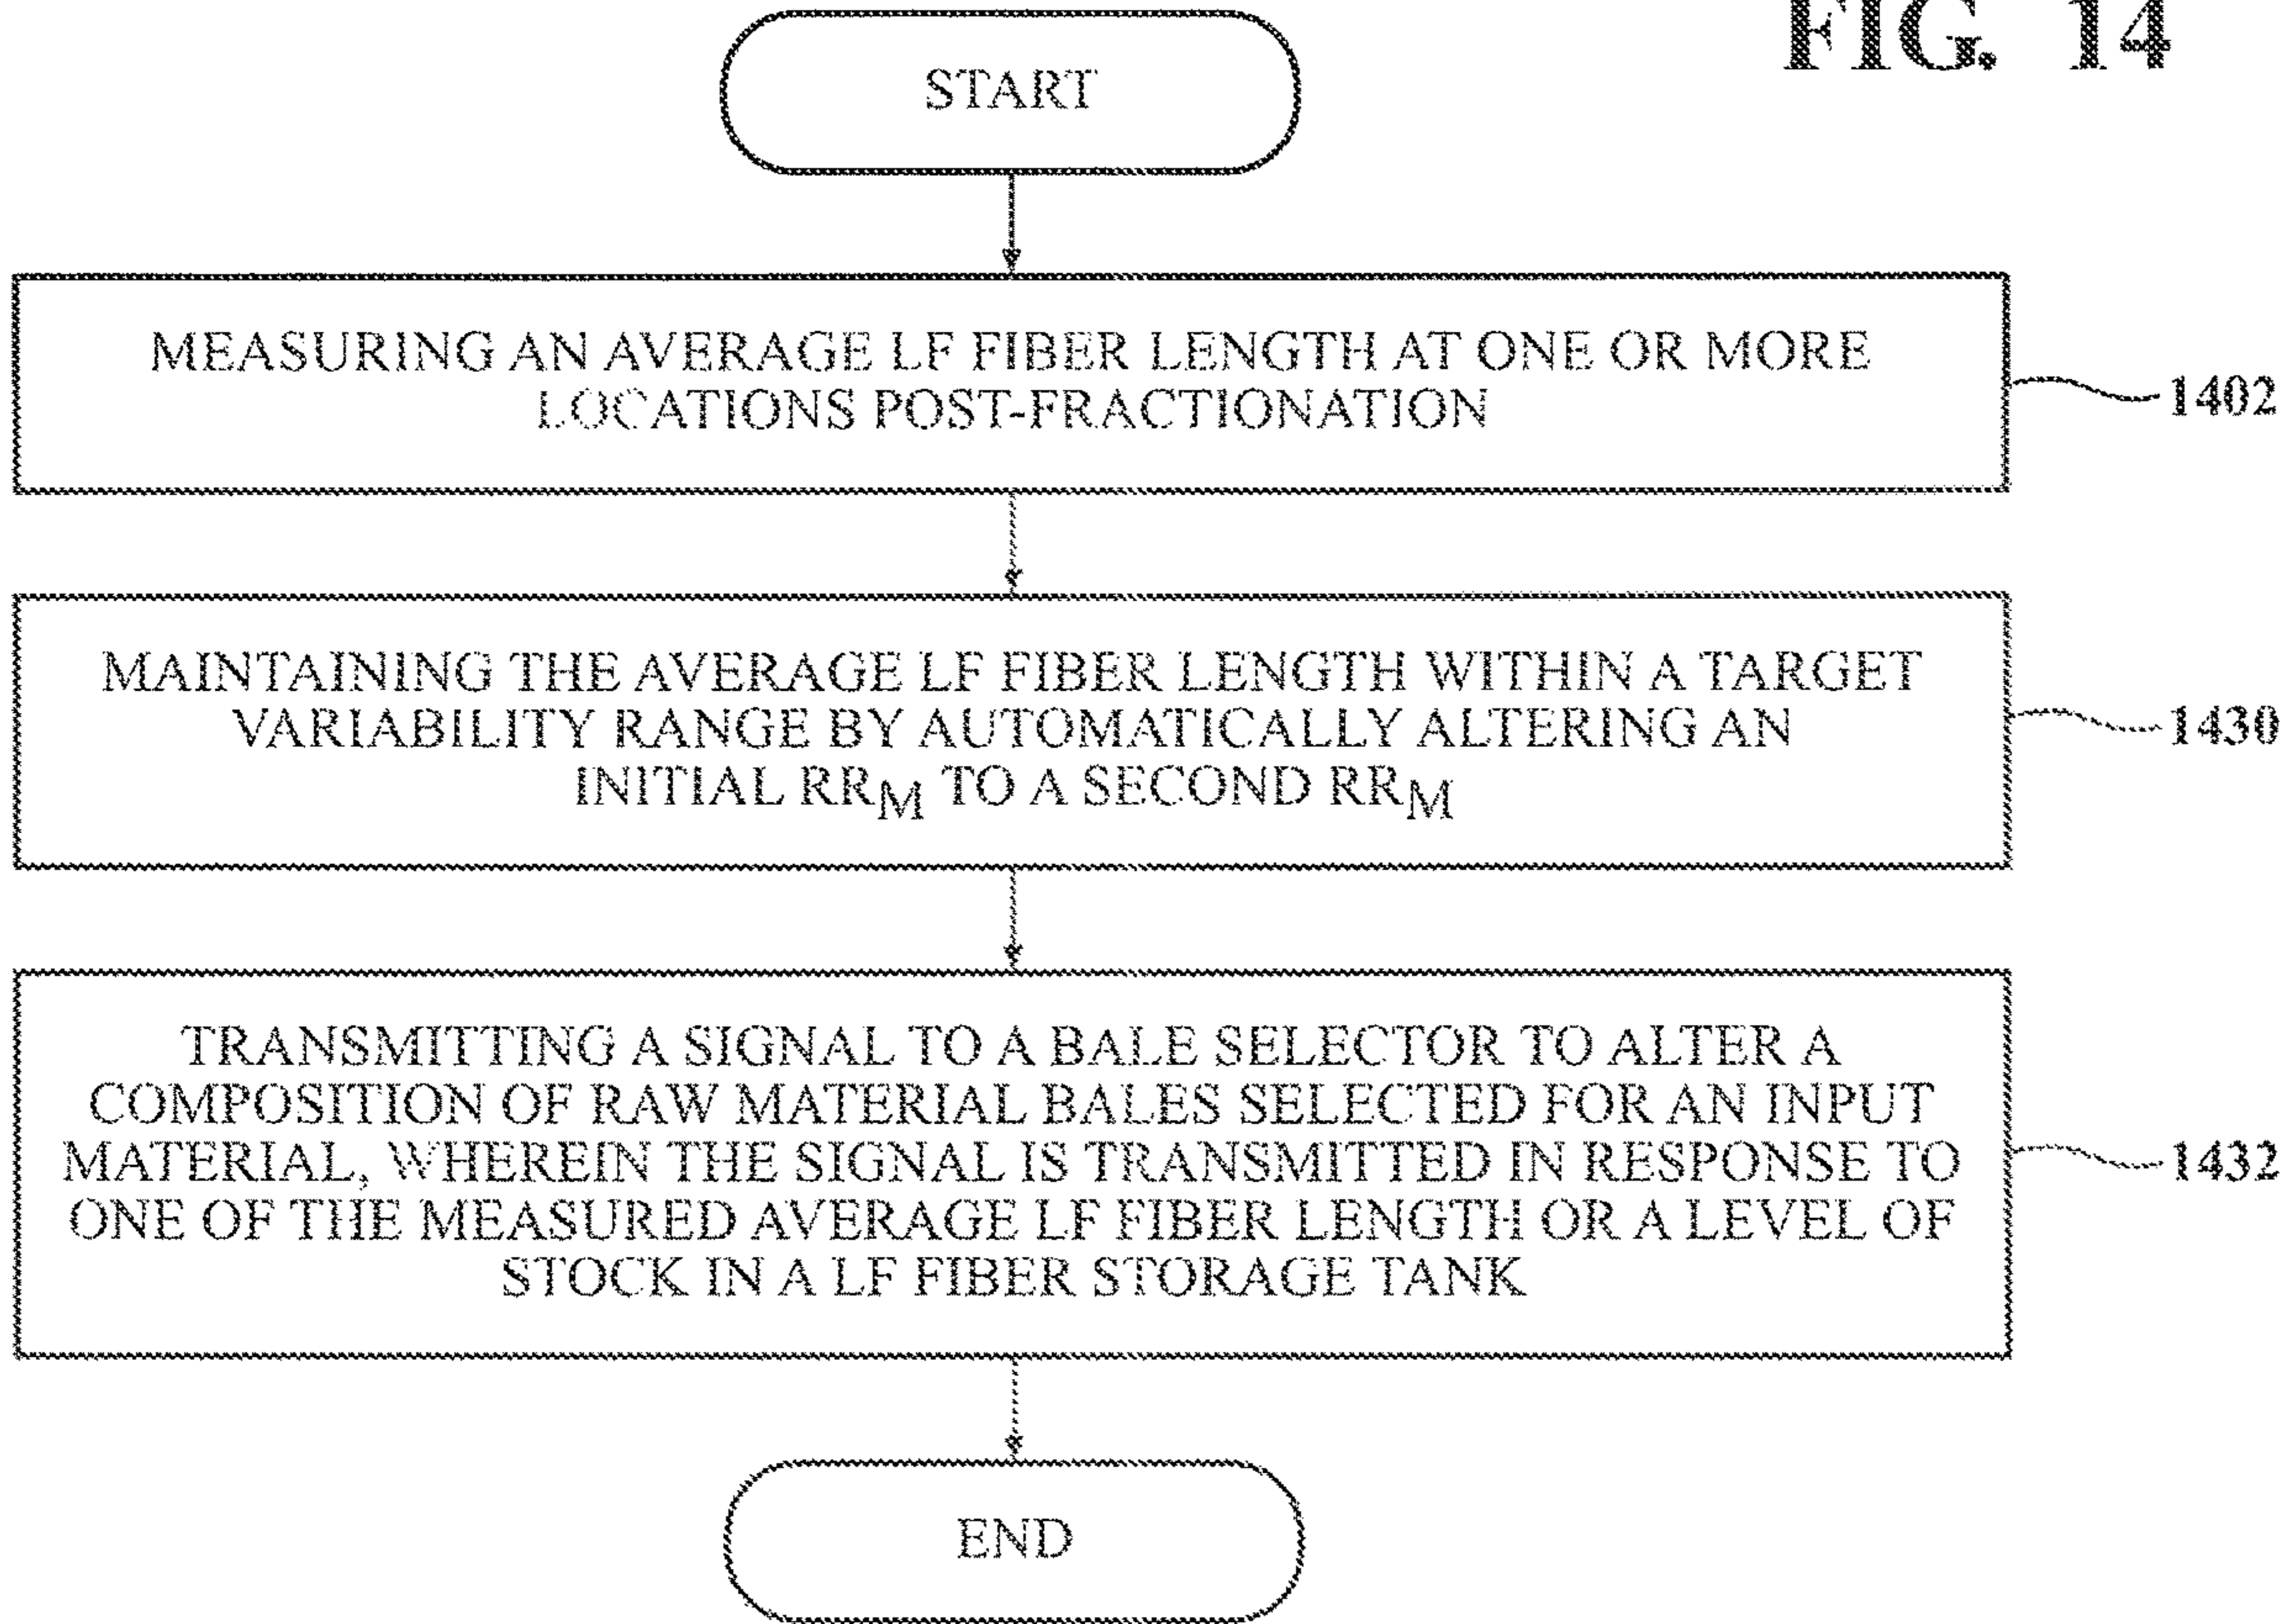 FIG. 14
START
MEASURING AN AVERAGE LF FIBER LENGTH AT ONE OR MORE
LOCATIONS POST-FRACTIONATION
1402
MAINTAINING THE AVERAGE LF FIBER LENGTH WITHIN A TARGET
VARIABILITY RANGE BY AUTOMATICALLY ALTERING AN
INITIAL RRM TO A SECOND RRM
1430
TRANSMITTING A SIGNAL TO A BALE SELECTOR TO ALTER A
COMPOSITION OF RAW MATERIAL BALES SELECTED FOR AN INPUT
MATERIAL, WHEREIN THE SIGNAL IS TRANSMITTED IN RESPONSE TO
ONE OF THE MEASURED AVERAGE LF FIBER LENGTH OR A LEVEL OF
STOCK IN A LF FIBER STORAGE TANK
1432
END